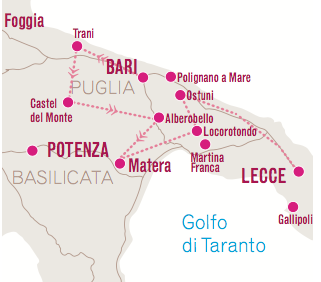 Foggia
Trani
BARI
Polignano a Mare
PUGLIA
Ostuni
Castel
del Monte
Alberobello
Locorotondo
POTENZA
Martina
Franca
Matera
BASILICATA
LECCE
Golfo
di Taranto
Gallipoli